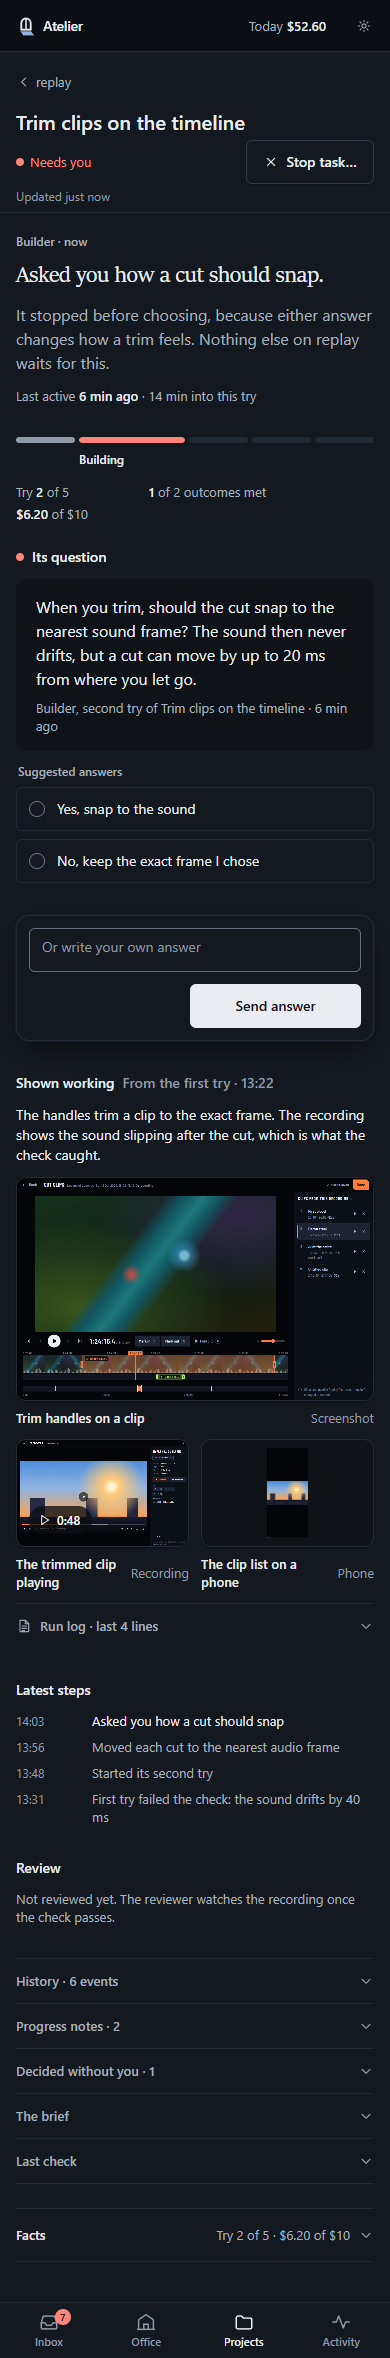 Atelier
Today $52.60
replay
Trim clips on the timeline
Needs you
Stop task...
Updated just now
Builder · now
Asked you how a cut should snap.
It stopped before choosing, because either answer
changes how a trim feels. Nothing else on replay
waits for this.
Last active 6 min ago · 14 min into this try
Building
Try 2 of 5
1 of 2 outcomes met
$6.20 of $10
Its question
When you trim, should the cut snap to the
nearest sound frame? The sound then never
drifts, but a cut can move by up to 20 ms
from where you let go.
Builder, second try of Trim clips on the timeline · 6 min
ago
Suggested answers
Yes, snap to the sound
No, keep the exact frame I chose
Or write your own answer
Send answer
Shown working From the first try · 13:22
The handles trim a clip to the exact frame. The recording
shows the sound slipping after the cut, which is what the
check caught.
CUT CLIPS
Trim handles on a clip
Screenshot
0:48
The trimmed clip
playing
Recording
The clip list on a
phone
Phone
Run log · last 4 lines
Latest steps
14:03 Asked you how a cut should snap
13:56 Moved each cut to the nearest audio frame
13:48 Started its second try
13:31 First try failed the check: the sound drifts by 40
ms
Review
Not reviewed yet. The reviewer watches the recording once
the check passes.
History · 6 events
Progress notes · 2
Decided without you · 1
The brief
Last check
Facts
Try 2 of 5 · $6.20 of $10
7
Inbox
Office
Projects
Activity